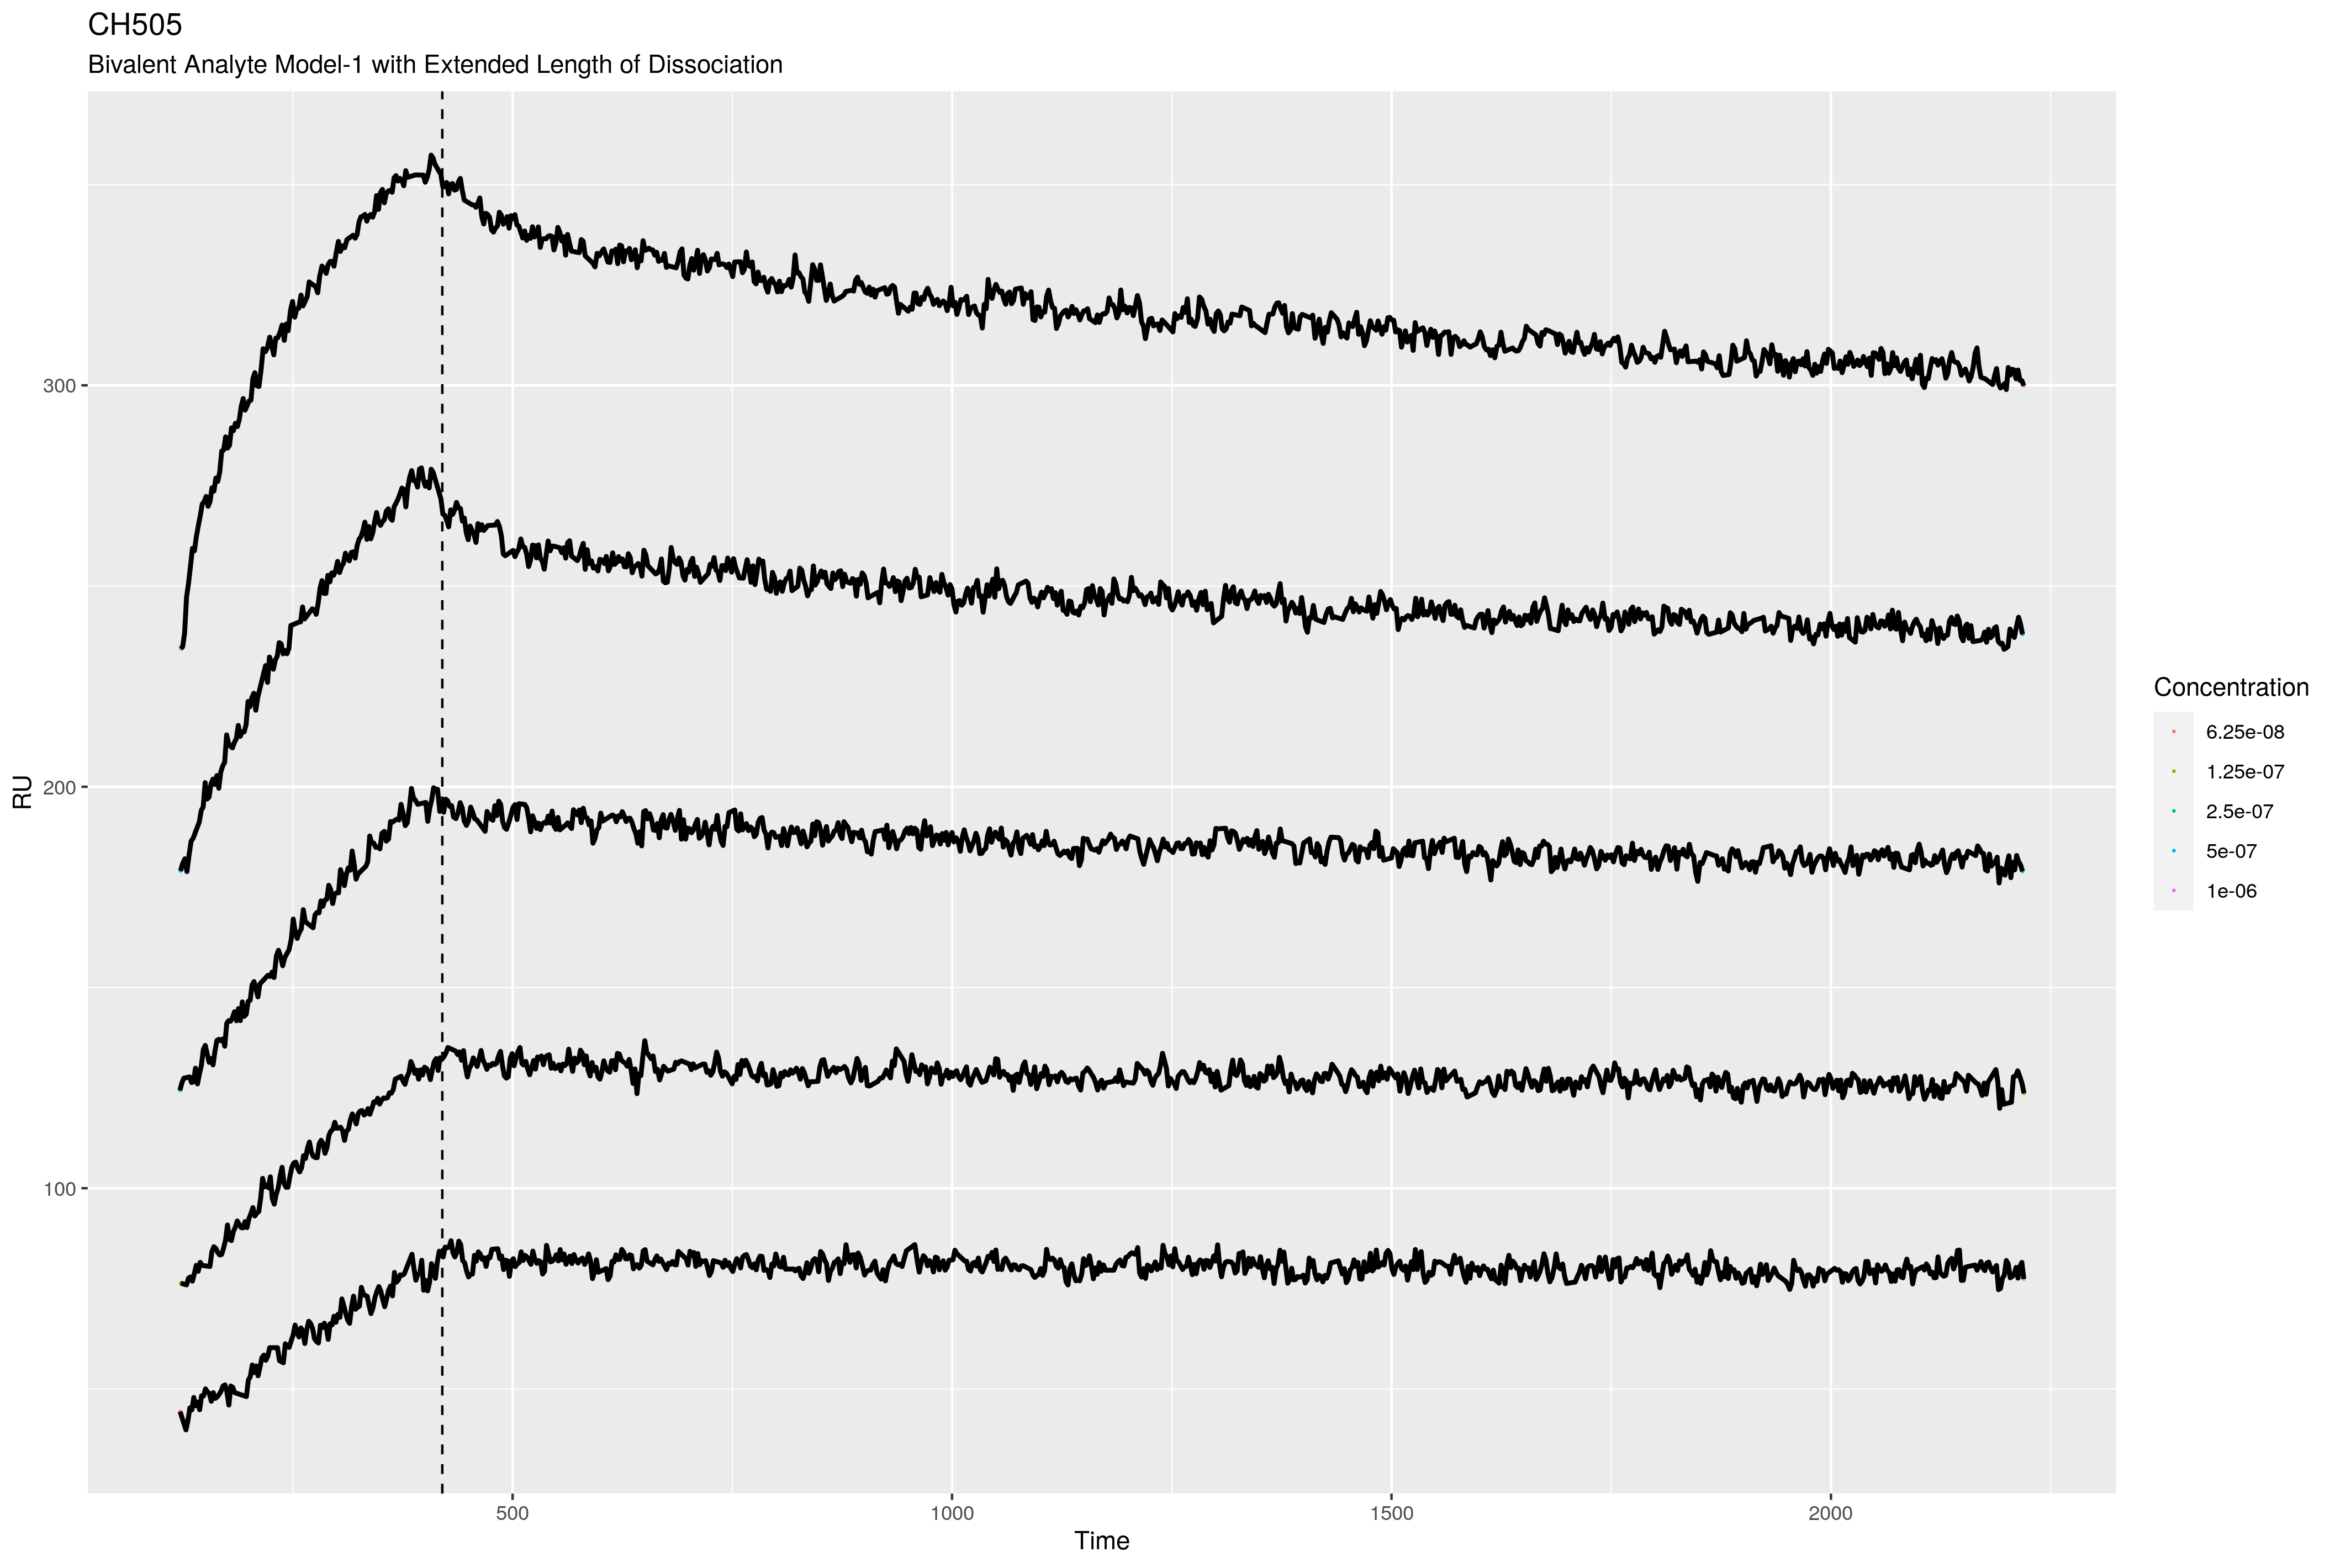 CH505
Bivalent Analyte Model-1 with Extended Length of Dissociation
RU
300
200
100
500
1000
1500
2000
Time
Concentration
6.25e-08
1.25e-07
2.5e-07
5e-07
1e-06